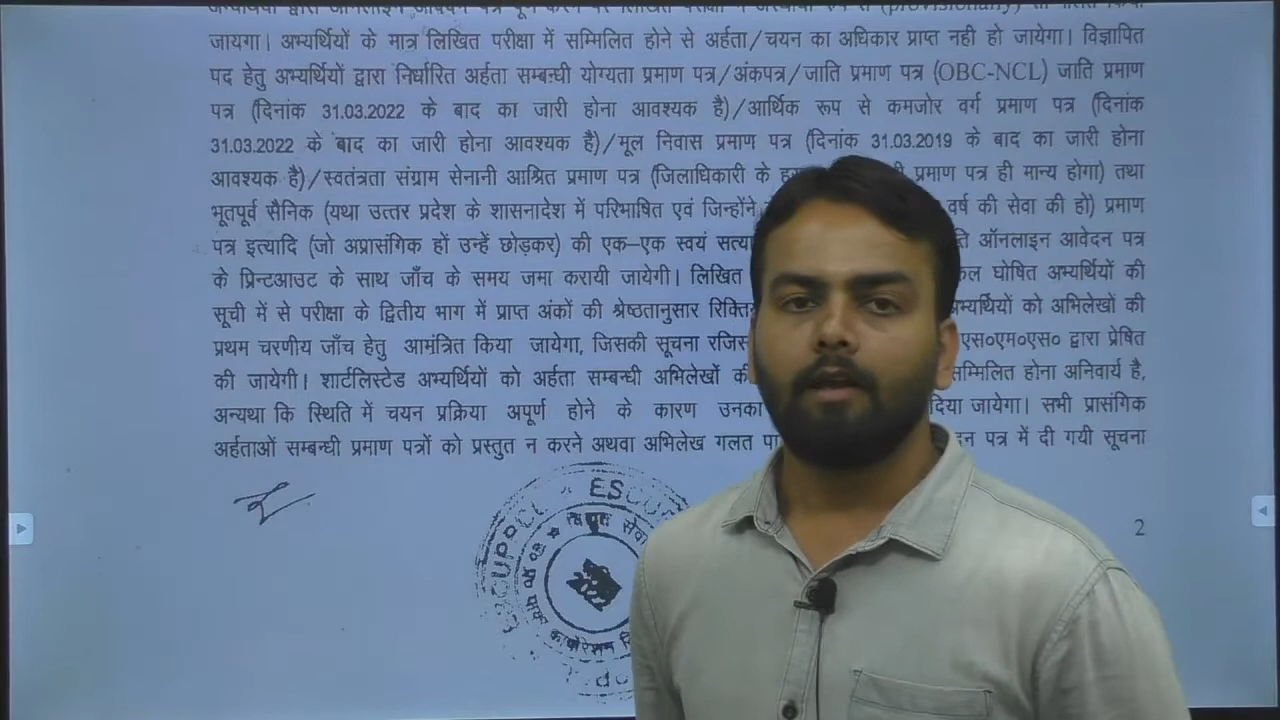 जायगा। अभ्यर्थियों के मात्र लिखित परीक्षा में सम्मिलित होने से अर्हता/चयन का अधिकार प्राप्त नही हो जायेगा। विज्ञापित
पद हेतु अभ्यर्थियों द्वारा निर्धारित अर्हता सम्बन्धी योग्यता प्रमाण पत्र/अंकपत्र/जाति प्रमाण पत्र (OBC-NCL) जाति प्रमाण
पत्र (दिनांक 31.03.2022 के बाद का जारी होना आवश्यक है)/आर्थिक रूप से कमजोर वर्ग प्रमाण पत्र (दिनांक
31.03.2022 के बाद का जारी होना आवश्यक है)/मूल निवास प्रमाण पत्र (दिनांक 31.03.2019 के बाद का जारी होना
आवश्यक है)/स्वतंत्रता संग्राम सेनानी आश्रित प्रमाण पत्र (जिलाधिकारी के प्रमाण पत्र ही मान्य होगा) तथा
भूतपूर्व सैनिक (यथा उत्तर प्रदेश के शासनादेश में परिभाषित एवं जिन्होंने वर्ष की सेवा की हो) प्रमाण
पत्र इत्यादि (जो अप्रासंगिक हों उन्हें छोड़कर) की एक–एक स्वयं ऑनलाइन आवेदन पत्र
के प्रिन्टआउट के साथ जाँच के समय जमा करायी जायेगी। लिखित घोषित अभ्यर्थियों की
सूची में से परीक्षा के द्वितीय भाग में प्राप्त अंकों की श्रेष्ठतानुसार को अभिलेखों की
प्रथम चरणीय जाँच हेतु आमंत्रित किया जायेगा, जिसकी सूचना एस०एम०एस० द्वारा प्रेषित
की जायेगी। शार्टलिस्टेड अभ्यर्थियों को अर्हता सम्बन्धी अभिलेखों सम्मिलित होना अनिवार्य है,
अन्यथा कि स्थिति में चयन प्रक्रिया अपूर्ण होने के कारण उनका दिया जायेगा। सभी प्रासंगिक
अर्हताओं सम्बन्धी प्रमाण पत्रों को प्रस्तुत न करने अथवा अभिलेख गलत पत्र में दी गयी सूचना
2